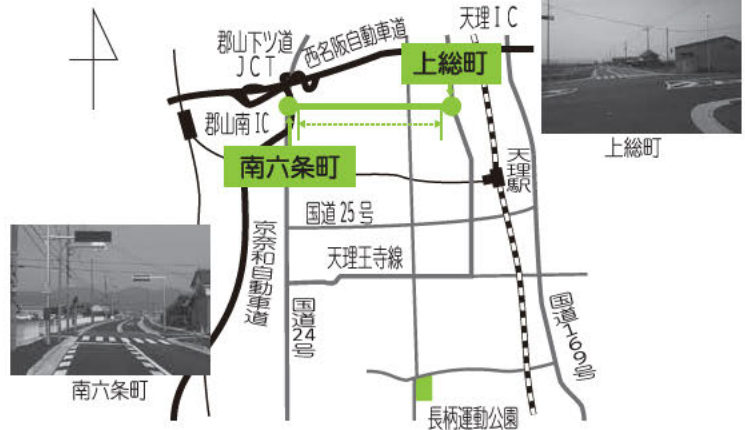 天理IC
郡山下ツ道
JCT
西名阪自動車道
上総町
郡山南IC
上総町
南六条町
天理駅
国道25号
京奈和自動車道
天理王寺線
国道24号
国道169号
南六条町
長柄運動公園